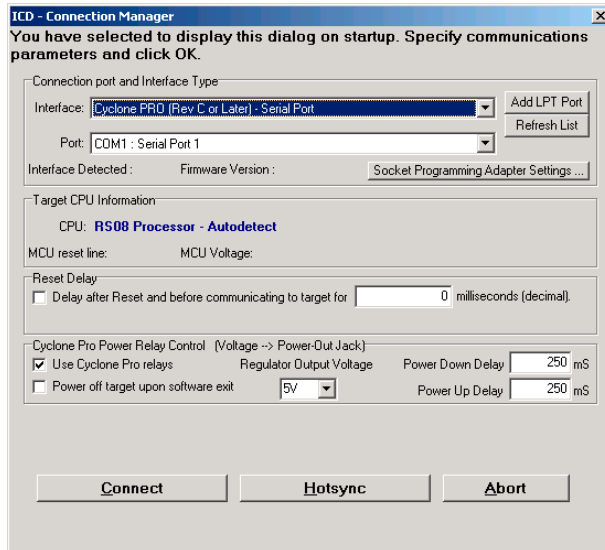 ICD - Connection Manager
You have selected to display this dialog on startup. Specify communications
parameters and click OK.
Connection port and Interface Type
Interface: Cyclone PRO (Rev C or Later) - Serial Port
Add LPT Port
Refresh List
Port: COM1 : Serial Port 1
Interface Detected : Firmware Version : Socket Programming Adapter Settings ...
Target CPU Information
CPU: RS08 Processor - Autodetect
MCU reset line: MCU Voltage:
Reset Delay
Delay after Reset and before communicating to target for 0 milliseconds (decimal).
Cyclone Pro Power Relay Control (Voltage --> Power-Out Jack)
Use Cyclone Pro relays Regulator Output Voltage Power Down Delay 250 mS
Power off target upon software exit 5V Power Up Delay 250 mS
Connect Hotsync Abort